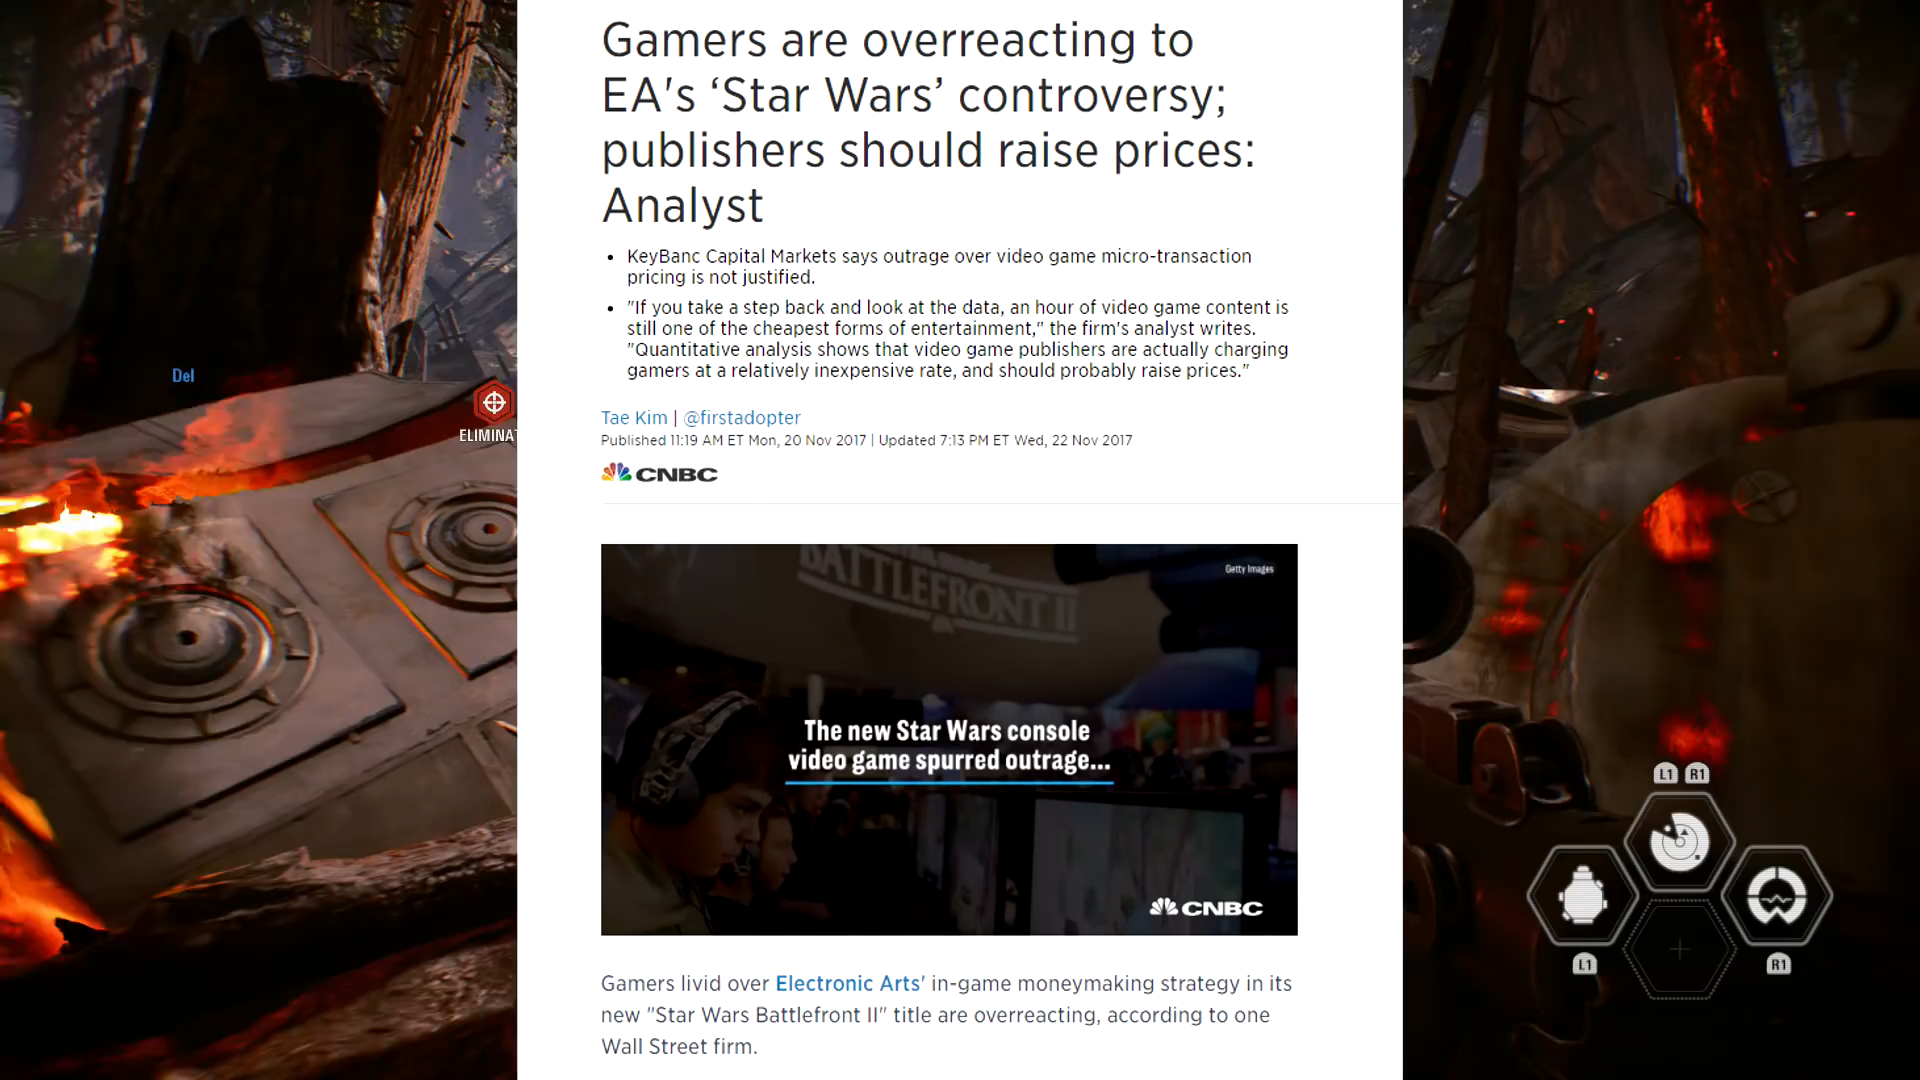 Gamers are overreacting to
EA's ‘Star Wars’ controversy;
publishers should raise prices:
Analyst
• KeyBanc Capital Markets says outrage over video game micro-transaction
pricing is not justified.
• "If you take a step back and look at the data, an hour of video game content is
still one of the cheapest forms of entertainment," the firm's analyst writes.
"Quantitative analysis shows that video game publishers are actually charging
gamers at a relatively inexpensive rate, and should probably raise prices."
Del
ELIMINAT
Tae Kim | @firstadopter
Published 11:19 AM ET Mon, 20 Nov 2017 | Updated 7:13 PM ET Wed, 22 Nov 2017
CNBC
Getty Images
BATTLEFRONT II
The new Star Wars console
video game spurred outrage...
CNBC
L1 R1
L1
R1
Gamers livid over Electronic Arts' in-game moneymaking strategy in its
new "Star Wars Battlefront II" title are overreacting, according to one
Wall Street firm.